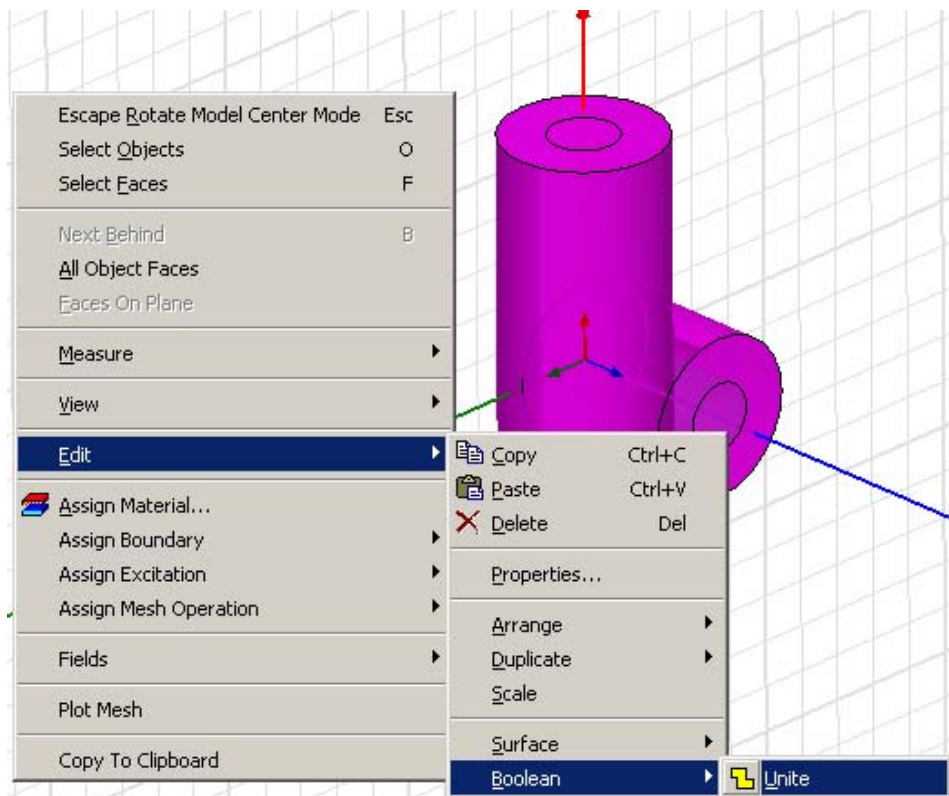 Escape Rotate Model Center Mode Esc
Select Objects O
Select Faces F
Next Behind B
All Object Faces
Faces On Plane
Measure
View
Edit
Assign Material...
Assign Boundary
Assign Excitation
Assign Mesh Operation
Fields
Plot Mesh
Copy To Clipboard
Copy Ctrl+C
Paste Ctrl+V
Delete Del
Properties...
Arrange
Duplicate
Scale
Surface
Boolean
Unite